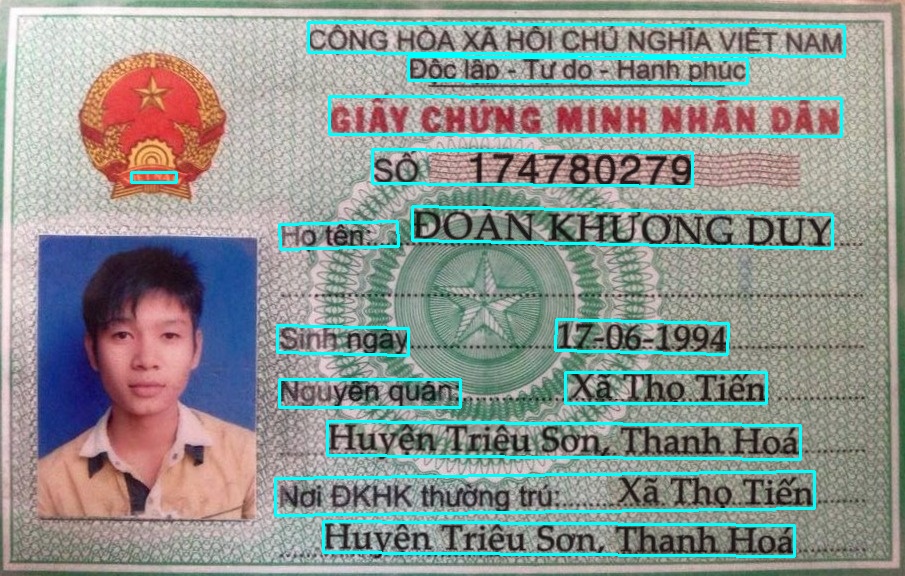 CÔNG HÒA XÃ HỘI CHỦ NGHĨA VIỆT NAM
Độc lập - Tự do - Hạnh phúc
GIẤY CHỨNG MINH NHÂN DÂN
SỐ 174780279
Họ tên: ĐOÀN KHƯƠNG DUY
Sinh ngày 17-06-1994
Nguyên quán: Xã Thọ Tiến
Huyện Triệu Sơn, Thanh Hoá
Nơi ĐKHK thường trú: Xã Thọ Tiến
Huyện Triệu Sơn, Thanh Hoá